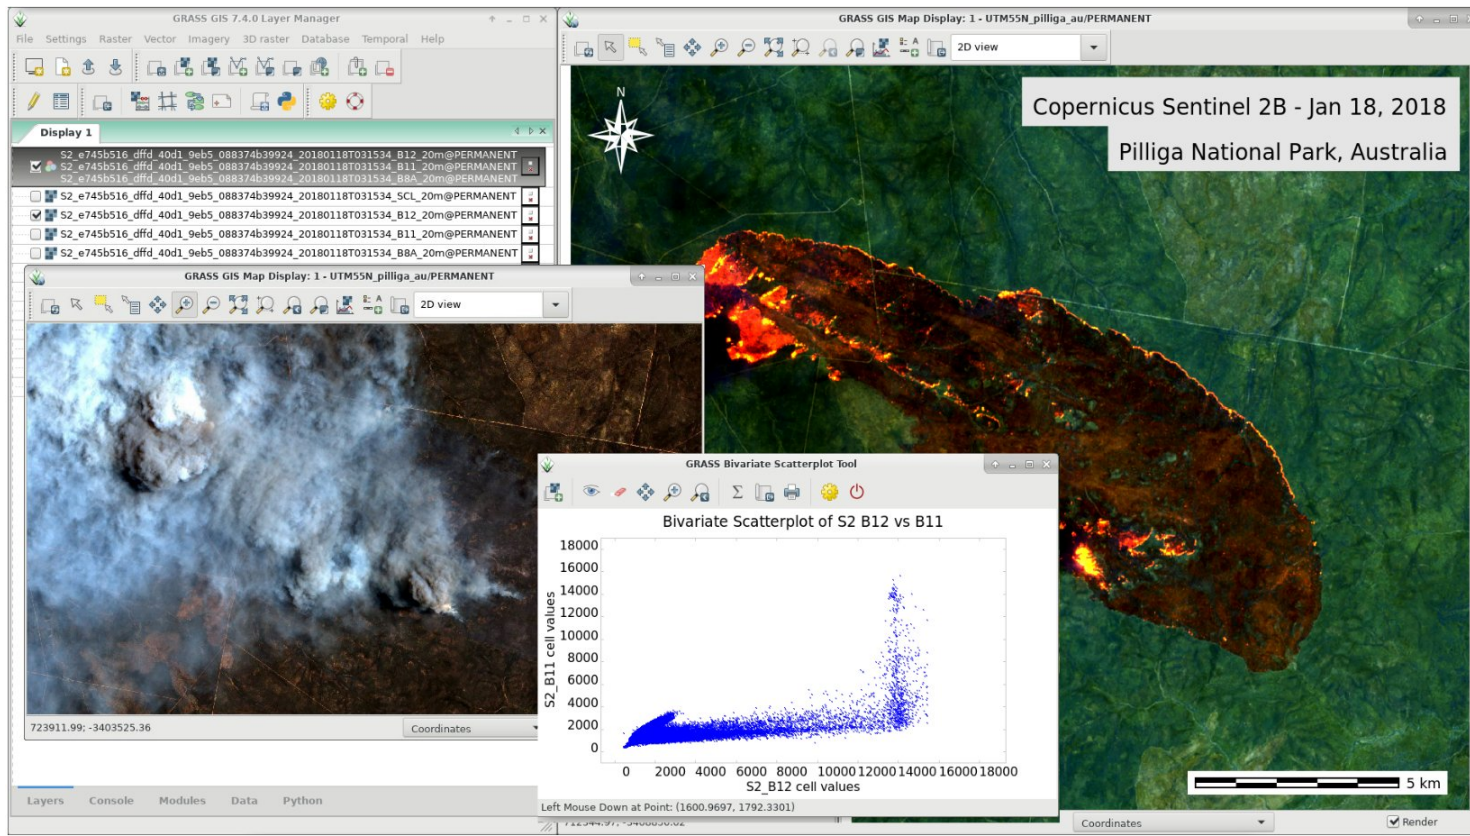 GRASS GIS 7.4.0 Layer Manager
File Settings Raster Vector Imagery 3D raster Database Temporal Help
Display 1
S2_e745b516_dffd_40d1_9eb5_088374b39924_20180118T031534_B12_20m@PERMANENT
S2_e745b516_dffd_40d1_9eb5_088374b39924_20180118T031534_B11_20m@PERMANENT
S2_e745b516_dffd_40d1_9eb5_088374b39924_20180118T031534_B8A_20m@PERMANENT
S2_e745b516_dffd_40d1_9eb5_088374b39924_20180118T031534_SCL_20m@PERMANENT
S2_e745b516_dffd_40d1_9eb5_088374b39924_20180118T031534_B12_20m@PERMANENT
S2_e745b516_dffd_40d1_9eb5_088374b39924_20180118T031534_B11_20m@PERMANENT
S2_e745b516_dffd_40d1_9eb5_088374b39924_20180118T031534_B8A_20m@PERMANENT
GRASS GIS Map Display: 1 - UTM55N_pilliga_au/PERMANENT
2D view
723911.99; -3403525.36
Coordinates
Layers Console Modules Data Python
GRASS GIS Map Display: 1 - UTM55N_pilliga_au/PERMANENT
2D view
N
Copernicus Sentinel 2B - Jan 18, 2018
Pilliga National Park, Australia
5 km
Coordinates
Render
GRASS Bivariate Scatterplot Tool
Bivariate Scatterplot of S2 B12 vs B11
18000
16000
14000
12000
10000
8000
6000
4000
2000
0
S2_B11 cell values
0 2000 4000 6000 8000 10000 12000 14000 16000 18000
S2_B12 cell values
Left Mouse Down at Point: (1600.9697, 1792.3301)